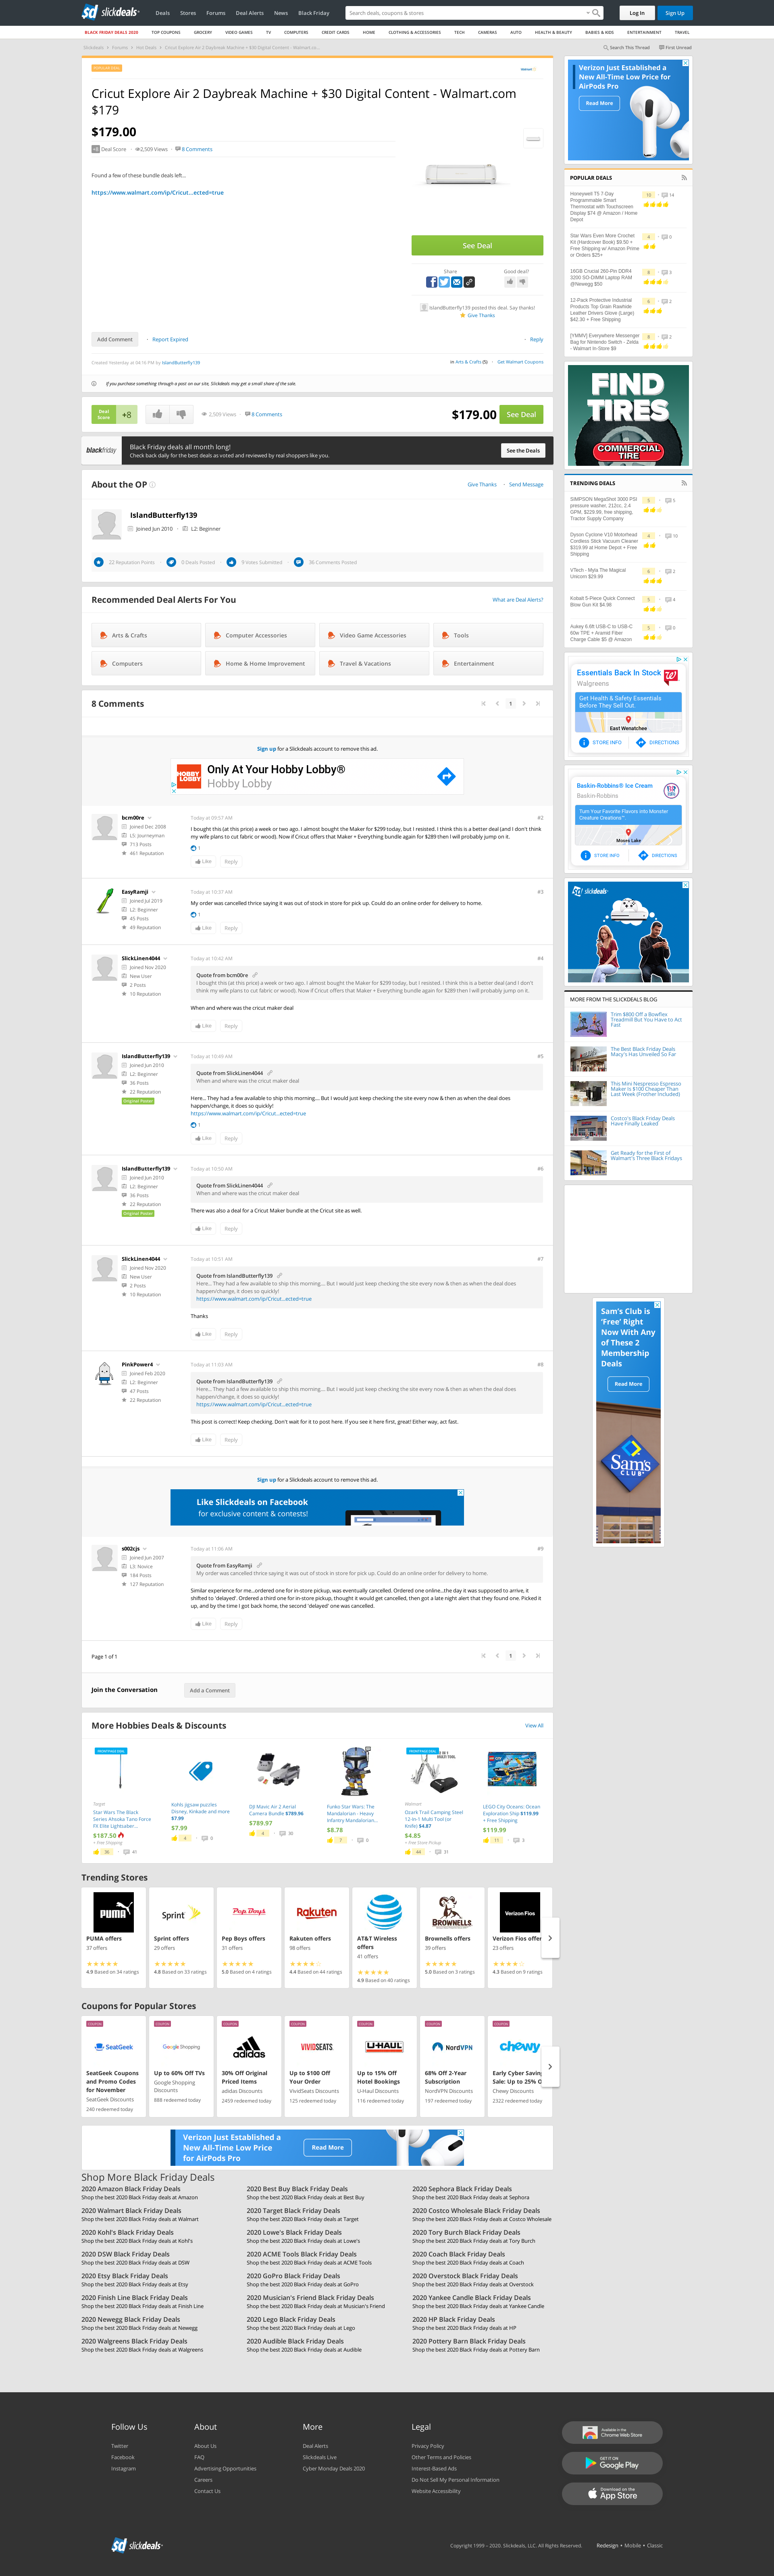 slickdeals
Deals Stores Forums Deal Alerts News Black Friday
Search deals, coupons & stores
Log In Sign Up
BLACK FRIDAY DEALS 2020 TOP COUPONS GROCERY VIDEO GAMES TV COMPUTERS CREDIT CARDS HOME CLOTHING & ACCESSORIES TECH CAMERAS AUTO HEALTH & BEAUTY BABIES & KIDS ENTERTAINMENT TRAVEL
Slickdeals Forums Hot Deals Cricut Explore Air 2 Daybreak Machine + $30 Digital Content - Walmart.co...
Search This Thread First Unread
Cricut Explore Air 2 Daybreak Machine + $30 Digital Content - Walmart.com
$179
$179.00
+8 Deal Score 2,509 Views 8 Comments
Found a few of these bundle deals left...
https://www.walmart.com/ip/Cricut...ected=true
See Deal
Share Good deal?
IslandButterfly139 posted this deal. Say thanks!
Give Thanks
Add Comment Report Expired Reply
Created Yesterday at 04:16 PM by IslandButterfly139
in Arts & Crafts (5) Get Walmart Coupons
If you purchase something through a post on our site, Slickdeals may get a small share of the sale.
Deal Score +8 2,509 Views 8 Comments $179.00 See Deal
blackfriday
Black Friday deals all month long!
Check back daily for the best deals as voted and reviewed by real shoppers like you.
See the Deals
About the OP
Give Thanks Send Message
IslandButterfly139
Joined Jun 2010 L2: Beginner
22 Reputation Points 0 Deals Posted 0 Votes Submitted 36 Comments Posted
Recommended Deal Alerts For You
What are Deal Alerts?
Arts & Crafts Computer Accessories Video Game Accessories Tools
Computers Home & Home Improvement Travel & Vacations Entertainment
8 Comments
1
Sign up for a Slickdeals account to remove this ad.
HOBBY LOBBY
Only At Your Hobby Lobby®
Hobby Lobby
bcm00re
Joined Dec 2008
L5: Journeyman
713 Posts
461 Reputation
Today at 09:57 AM #2
I bought this (at this price) a week or two ago. I almost bought the Maker for $299 today, but I resisted. I think this is a better deal (and I don't think my wife plans to cut fabric or wood). Now if Cricut offers that Maker + Everything bundle again for $289 then I will probably jump on it.
1
Like Reply
EasyRamji
Joined Jul 2019
L2: Beginner
45 Posts
49 Reputation
Today at 10:37 AM #3
My order was cancelled thrice saying it was out of stock in store for pick up. Could do an online order for delivery to home.
1
Like Reply
SlickLinen4044
Joined Nov 2020
New User
2 Posts
10 Reputation
Today at 10:42 AM #4
Quote from bcm00re
I bought this (at this price) a week or two ago. I almost bought the Maker for $299 today, but I resisted. I think this is a better deal (and I don't think my wife plans to cut fabric or wood). Now if Cricut offers that Maker + Everything bundle again for $289 then I will probably jump on it.
When and where was the cricut maker deal
Like Reply
IslandButterfly139
Joined Jun 2010
L2: Beginner
36 Posts
22 Reputation
Original Poster
Today at 10:49 AM #5
Quote from SlickLinen4044
When and where was the cricut maker deal
Here... They had a few available to ship this morning.... But I would just keep checking the site every now & then as when the deal does happen/change, it does so quickly!
https://www.walmart.com/ip/Cricut...ected=true
1
Like Reply
IslandButterfly139
Joined Jun 2010
L2: Beginner
36 Posts
22 Reputation
Original Poster
Today at 10:50 AM #6
Quote from SlickLinen4044
When and where was the cricut maker deal
There was also a deal for a Cricut Maker bundle at the Cricut site as well.
Like Reply
SlickLinen4044
Joined Nov 2020
New User
2 Posts
10 Reputation
Today at 10:51 AM #7
Quote from IslandButterfly139
Here... They had a few available to ship this morning.... But I would just keep checking the site every now & then as when the deal does happen/change, it does so quickly!
https://www.walmart.com/ip/Cricut...ected=true
Thanks
Like Reply
PinkPower4
Joined Feb 2020
L2: Beginner
47 Posts
22 Reputation
Today at 11:03 AM #8
Quote from IslandButterfly139
Here... They had a few available to ship this morning.... But I would just keep checking the site every now & then as when the deal does happen/change, it does so quickly!
https://www.walmart.com/ip/Cricut...ected=true
This post is correct! Keep checking. Don't wait for it to post here. If you see it here first, great! Either way, act fast.
Like Reply
Sign up for a Slickdeals account to remove this ad.
Like Slickdeals on Facebook
for exclusive content & contests!
s002cjs
Joined Jun 2007
L3: Novice
184 Posts
127 Reputation
Today at 11:06 AM #9
Quote from EasyRamji
My order was cancelled thrice saying it was out of stock in store for pick up. Could do an online order for delivery to home.
Similar experience for me...ordered one for in-store pickup, was eventually cancelled. Ordered one online...the day it was supposed to arrive, it shifted to 'delayed'. Ordered a third one for in-store pickup, thought it would get cancelled, then got a late night alert that they found one. Picked it up, and by the time I got back home, the second 'delayed' one was cancelled.
Like Reply
Page 1 of 1
1
Join the Conversation Add a Comment
More Hobbies Deals & Discounts View All
Target
Star Wars The Black Series Ahsoka Tano Force FX Elite Lightsaber...
$187.50
+ Free Shipping
36 41
Kohls jigsaw puzzles Disney, Kinkade and more $7.99
$7.99
4 0
DJI Mavic Air 2 Aerial Camera Bundle $789.96
$789.97
4 30
Funko Star Wars: The Mandalorian - Heavy Infantry Mandalorian...
$8.78
7 0
Walmart
Ozark Trail Camping Steel 12-In-1 Multi Tool (or knife) $4.87
$4.85
+ Free Store Pickup
44 31
LEGO City Oceans: Ocean Exploration Ship $119.99 + Free Shipping
$119.99
11 3
Trending Stores
PUMA offers
37 offers
4.9 Based on 34 ratings
Sprint offers
29 offers
4.8 Based on 33 ratings
Pep Boys offers
31 offers
5.0 Based on 4 ratings
Rakuten offers
98 offers
4.4 Based on 44 ratings
AT&T Wireless offers
41 offers
4.9 Based on 40 ratings
Brownells offers
39 offers
5.0 Based on 3 ratings
Verizon Fios offers
23 offers
4.3 Based on 9 ratings
Coupons for Popular Stores
SeatGeek Coupons and Promo Codes for November
SeatGeek Discounts
240 redeemed today
Up to 60% Off TVs
Google Shopping Discounts
888 redeemed today
30% Off Original Priced Items
adidas Discounts
2459 redeemed today
Up to $100 Off Your Order
VividSeats Discounts
125 redeemed today
Up to 15% Off Hotel Bookings
U-Haul Discounts
116 redeemed today
68% Off 2-Year Subscription
NordVPN Discounts
197 redeemed today
Early Cyber Saving Sale: Up to 25% O
Chewy Discounts
2322 redeemed today
Verizon Just Established a New All-Time Low Price for AirPods Pro
Read More
Shop More Black Friday Deals
2020 Amazon Black Friday Deals
Shop the best 2020 Black Friday deals at Amazon
2020 Best Buy Black Friday Deals
Shop the best 2020 Black Friday deals at Best Buy
2020 Sephora Black Friday Deals
Shop the best 2020 Black Friday deals at Sephora
2020 Walmart Black Friday Deals
Shop the best 2020 Black Friday deals at Walmart
2020 Target Black Friday Deals
Shop the best 2020 Black Friday deals at Target
2020 Costco Wholesale Black Friday Deals
Shop the best 2020 Black Friday deals at Costco Wholesale
2020 Kohl's Black Friday Deals
Shop the best 2020 Black Friday deals at Kohl's
2020 Lowe's Black Friday Deals
Shop the best 2020 Black Friday deals at Lowe's
2020 Tory Burch Black Friday Deals
Shop the best 2020 Black Friday deals at Tory Burch
2020 DSW Black Friday Deals
Shop the best 2020 Black Friday deals at DSW
2020 ACME Tools Black Friday Deals
Shop the best 2020 Black Friday deals at ACME Tools
2020 Coach Black Friday Deals
Shop the best 2020 Black Friday deals at Coach
2020 Etsy Black Friday Deals
Shop the best 2020 Black Friday deals at Etsy
2020 GoPro Black Friday Deals
Shop the best 2020 Black Friday deals at GoPro
2020 Overstock Black Friday Deals
Shop the best 2020 Black Friday deals at Overstock
2020 Finish Line Black Friday Deals
Shop the best 2020 Black Friday deals at Finish Line
2020 Musician's Friend Black Friday Deals
Shop the best 2020 Black Friday deals at Musician's Friend
2020 Yankee Candle Black Friday Deals
Shop the best 2020 Black Friday deals at Yankee Candle
2020 Newegg Black Friday Deals
Shop the best 2020 Black Friday deals at Newegg
2020 Lego Black Friday Deals
Shop the best 2020 Black Friday deals at Lego
2020 HP Black Friday Deals
Shop the best 2020 Black Friday deals at HP
2020 Walgreens Black Friday Deals
Shop the best 2020 Black Friday deals at Walgreens
2020 Audible Black Friday Deals
Shop the best 2020 Black Friday deals at Audible
2020 Pottery Barn Black Friday Deals
Shop the best 2020 Black Friday deals at Pottery Barn
Verizon Just Established a New All-Time Low Price for AirPods Pro
Read More
POPULAR DEALS
Honeywell T5 7-Day Programmable Smart Thermostat with Touchscreen Display $74 @ Amazon / Home Depot
10 14
Star Wars Even More Crochet Kit (Hardcover Book) $9.50 + Free Shipping w/ Amazon Prime or Orders $25+
4 0
16GB Crucial 260-Pin DDR4 3200 SO-DIMM Laptop RAM @Newegg $50
8 3
12-Pack Protective Industrial Products Top Grain Rawhide Leather Drivers Glove (Large) $42.30 + Free Shipping
6 2
[YMMV] Everywhere Messenger Bag for Nintendo Switch - Zelda - Walmart In-Store $9
8 2
FIND TIRES
COMMERCIAL TIRE
TRENDING DEALS
SIMPSON MegaShot 3000 PSI pressure washer, 212cc, 2.4 GPM, $229.99, free shipping, Tractor Supply Company
5 5
Dyson Cyclone V10 Motorhead Cordless Stick Vacuum Cleaner $319.99 at Home Depot + Free Shipping
4 10
VTech - Myla The Magical Unicorn $29.99
6 2
Kobalt 5-Piece Quick Connect Blow Gun Kit $4.98
5 4
Aukey 6.6ft USB-C to USB-C 60w TPE + Aramid Fiber Charge Cable $5 @ Amazon
5 0
Essentials Back In Stock
Walgreens
Get Health & Safety Essentials Before They Sell Out.
East Wenatchee
STORE INFO DIRECTIONS
Baskin-Robbins® Ice Cream
Baskin-Robbins
Turn Your Favorite Flavors Into Monster Creature Creations™.
Moses Lake
STORE INFO DIRECTIONS
slickdeals
MORE FROM THE SLICKDEALS BLOG
Trim $800 Off a Bowflex Treadmill But You Have to Act Fast
The Best Black Friday Deals Macy's Has Unveiled So Far
This Mini Nespresso Espresso Maker Is $100 Cheaper Than Last Week (Frother Included)
Costco's Black Friday Deals Have Finally Leaked
Get Ready for the First of Walmart's Three Black Fridays
Sam's Club is 'Free' Right Now With Any of These 2 Membership Deals
Read More
SAM'S CLUB
Follow Us
Twitter
Facebook
Instagram
About
About Us
FAQ
Advertising Opportunities
Careers
Contact Us
More
Deal Alerts
Slickdeals Live
Cyber Monday Deals 2020
Legal
Privacy Policy
Other Terms and Policies
Interest-Based Ads
Do Not Sell My Personal Information
Website Accessibility
Available in the Chrome Web Store
GET IT ON Google Play
Download on the App Store
slickdeals
Copyright 1999 – 2020. Slickdeals, LLC. All Rights Reserved. Redesign • Mobile • Classic